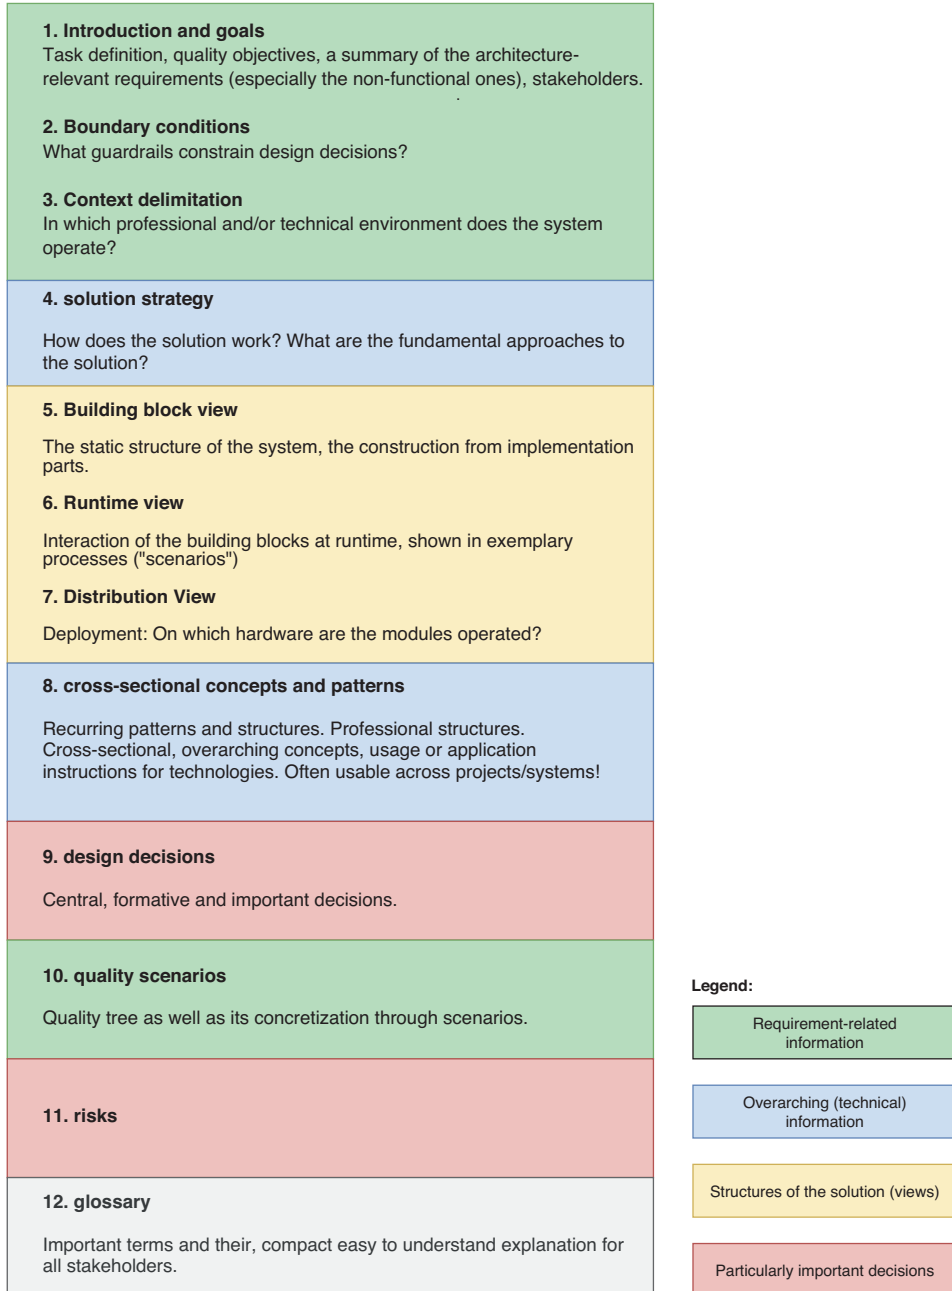 1. Introduction and goals
Task definition, quality objectives, a summary of the architecture-
relevant requirements (especially the non-functional ones), stakeholders.
2. Boundary conditions
What guardrails constrain design decisions?
3. Context delimitation
In which professional and/or technical environment does the system
operate?
4. solution strategy
How does the solution work? What are the fundamental approaches to
the solution?
5. Building block view
The static structure of the system, the construction from implementation
parts.
6. Runtime view
Interaction of the building blocks at runtime, shown in exemplary
processes ("scenarios")
7. Distribution View
Deployment: On which hardware are the modules operated?
8. cross-sectional concepts and patterns
Recurring patterns and structures. Professional structures.
Cross-sectional, overarching concepts, usage or application
instructions for technologies. Often usable across projects/systems!
9. design decisions
Central, formative and important decisions.
10. quality scenarios
Quality tree as well as its concretization through scenarios.
11. risks
12. glossary
Important terms and their, compact easy to understand explanation for
all stakeholders.
Legend:
Requirement-related
information
Overarching (technical)
information
Structures of the solution (views)
Particularly important decisions